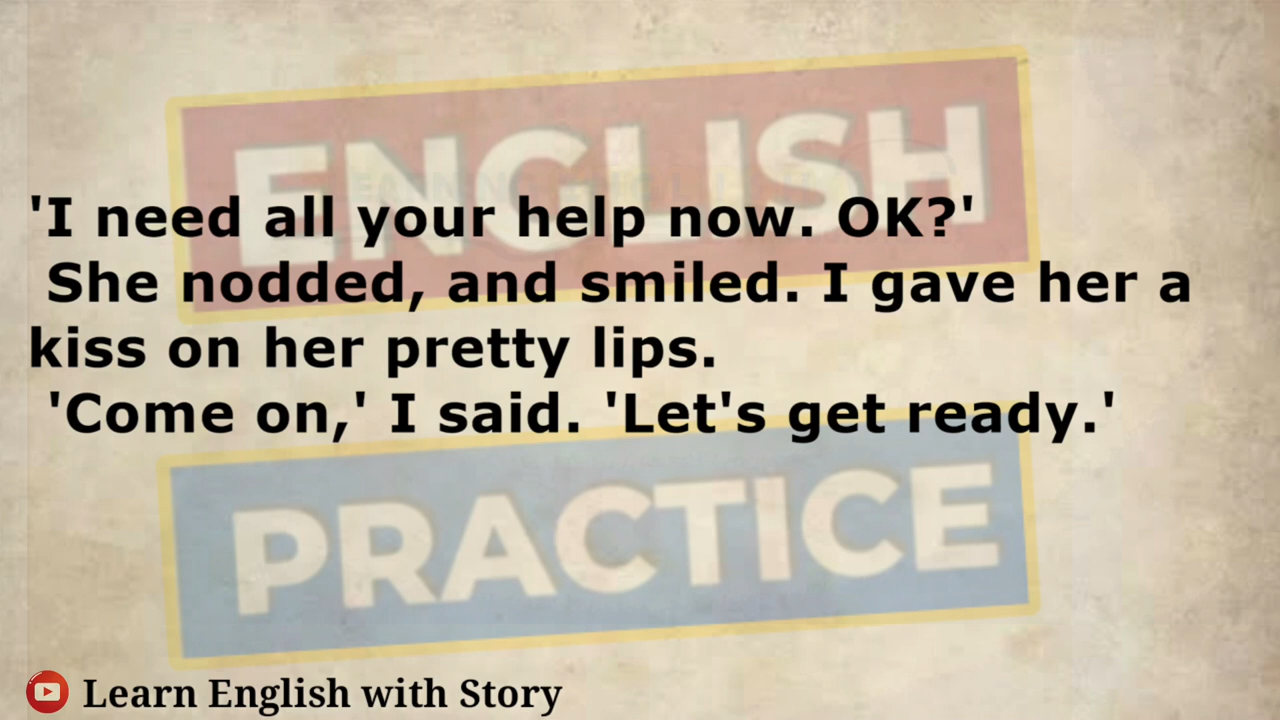 ENGLISH
'I need all your help now. OK?'
She nodded, and smiled. I gave her a
kiss on her pretty lips.
'Come on,' I said. 'Let's get ready.'
PRACTICE
Learn English with Story